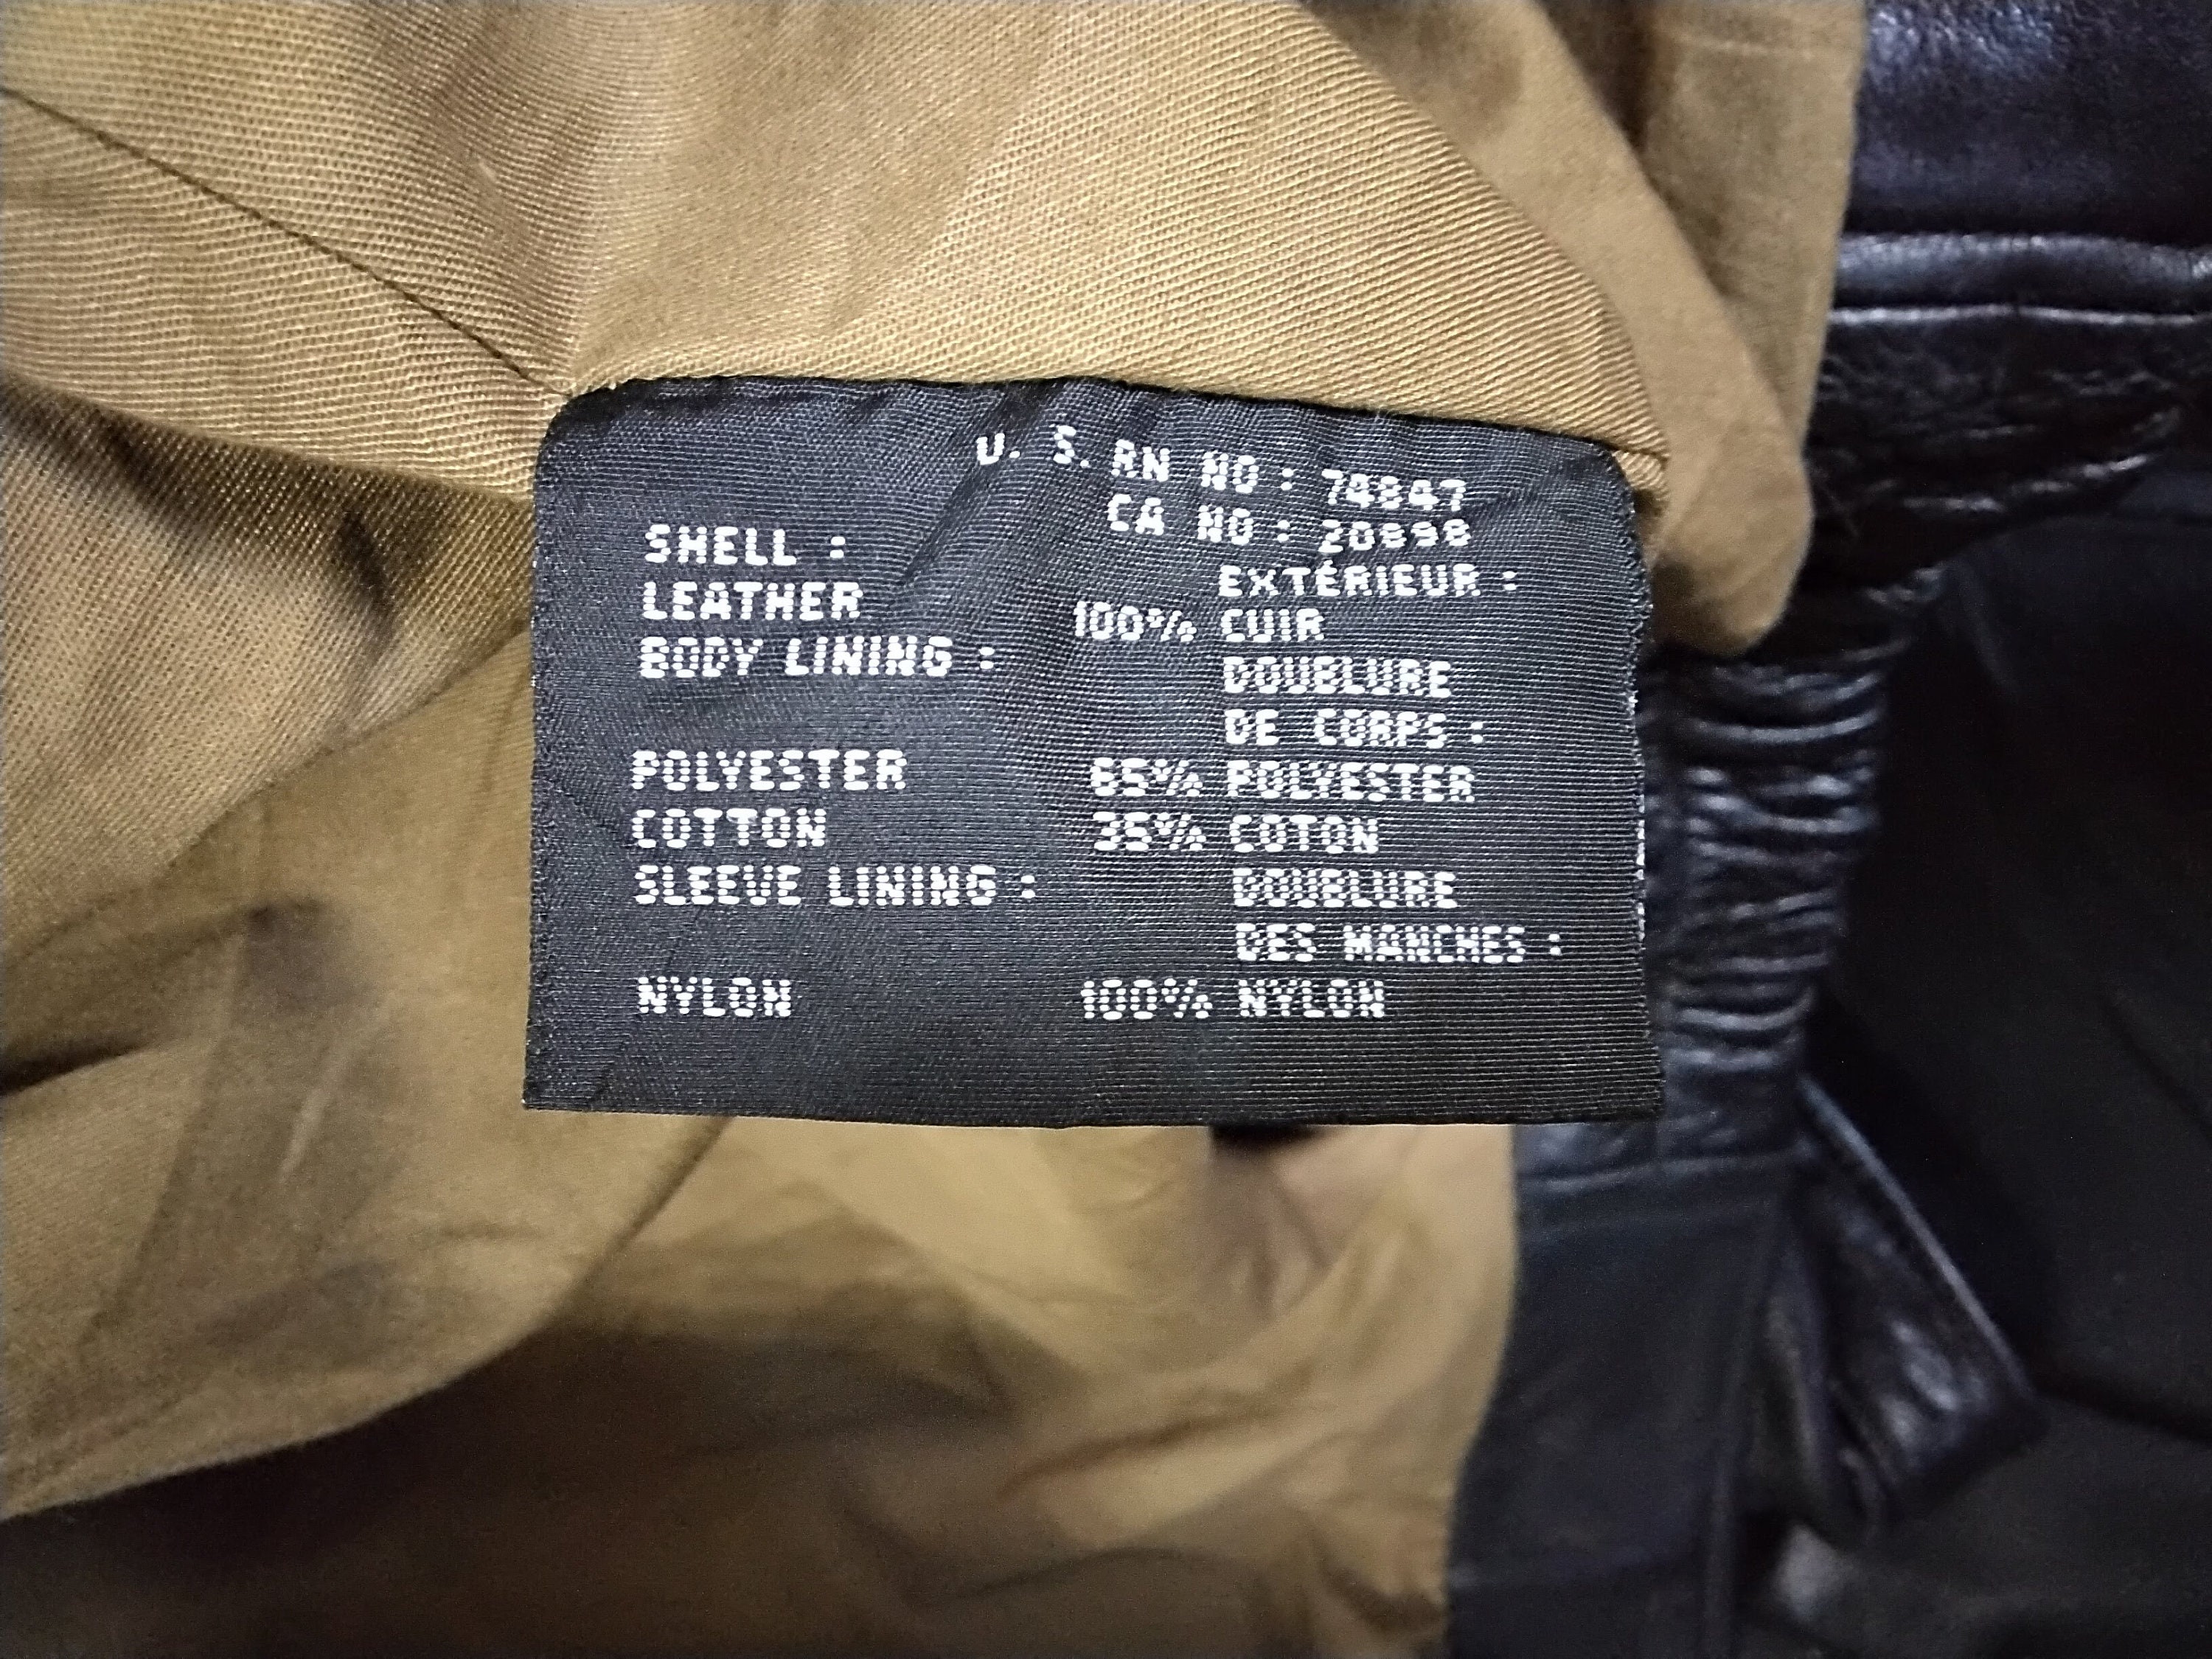 U. S. RN NO : 74847
CA NO : 20898
SHELL : EXTÉRIEUR :
LEATHER 100% CUIR
BODY LINING : DOUBLURE
DE CORPS :
POLYESTER 65% POLYESTER
COTTON 35% COTON
SLEEVE LINING : DOUBLURE
DES MANCHES :
NYLON 100% NYLON